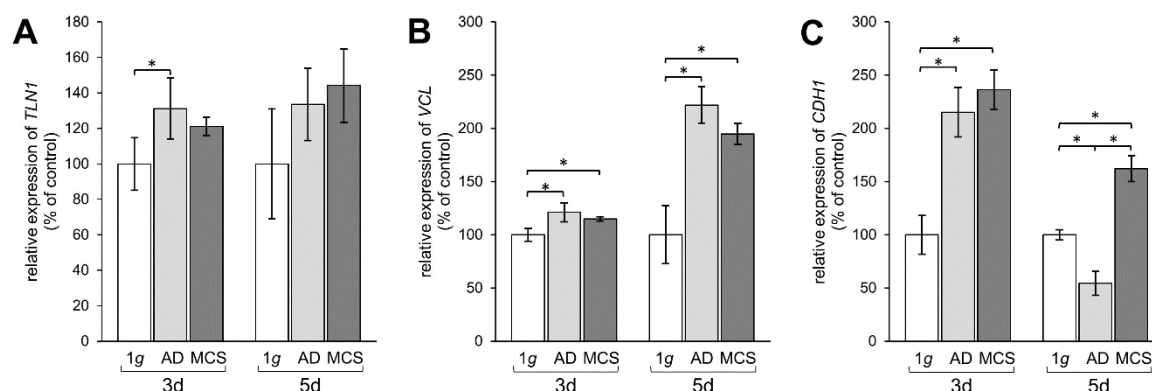 A
relative expression of TLN1
(% of control)
180
160
140
120
100
80
60
40
20
0
*
1g AD MCS 1g AD MCS
3d 5d
B
relative expression of VCL
(% of control)
300
250
200
150
100
50
0
*
*
*
*
1g AD MCS 1g AD MCS
3d 5d
C
relative expression of CDH1
(% of control)
300
250
200
150
100
50
0
*
*
*
* *
1g AD MCS 1g AD MCS
3d 5d